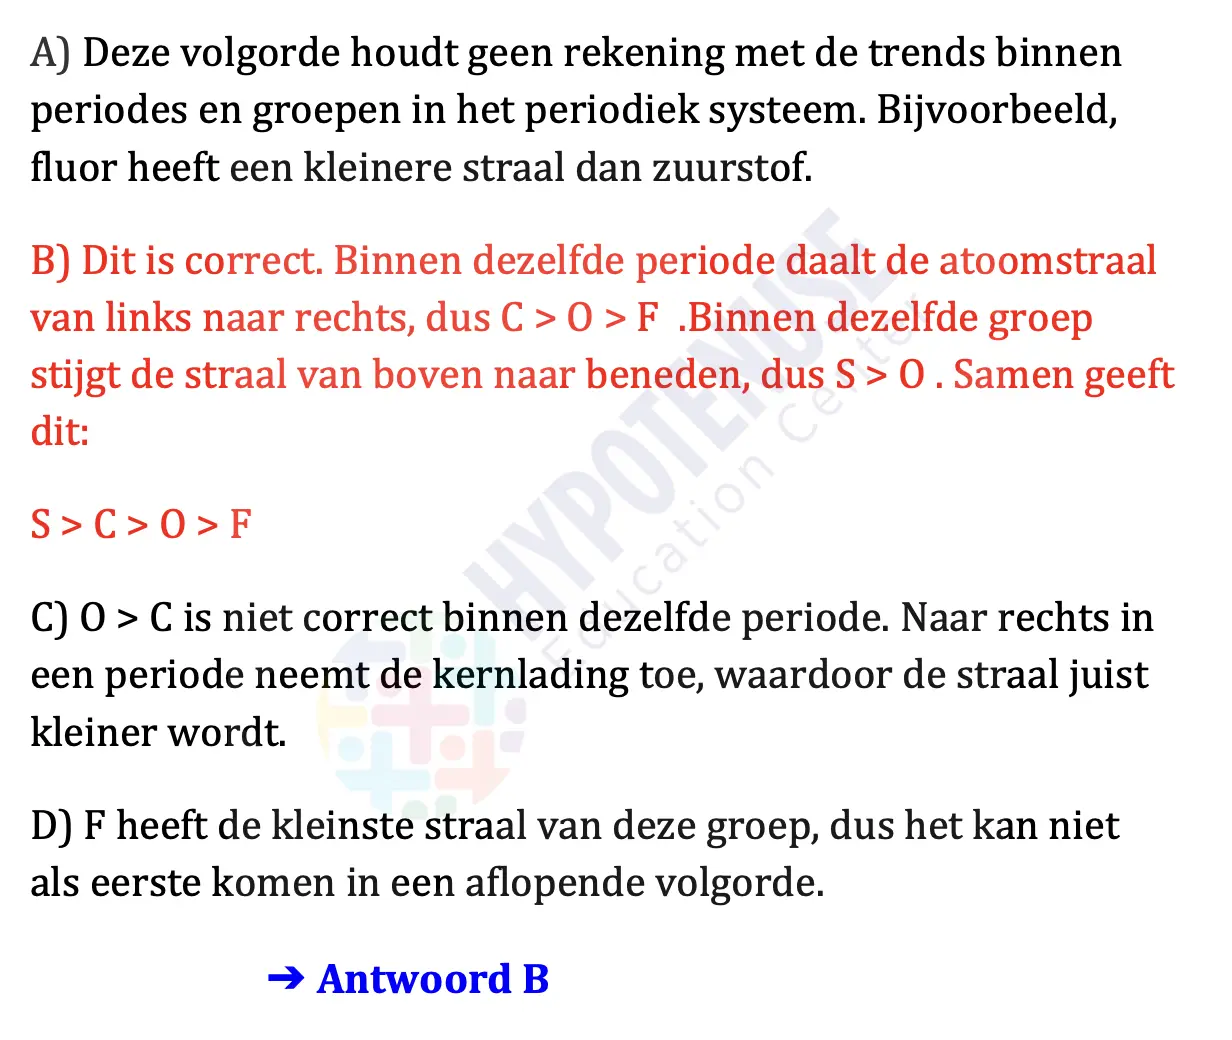 A) Deze volgorde houdt geen rekening met de trends binnen
periodes en groepen in het periodiek systeem. Bijvoorbeeld,
fluor heeft een kleinere straal dan zuurstof.
B) Dit is correct. Binnen dezelfde periode daalt de atoomstraal
van links naar rechts, dus C > O > F .Binnen dezelfde groep
stijgt de straal van boven naar beneden, dus S > O . Samen geeft
dit:
S > C > O > F
C) O > C is niet correct binnen dezelfde periode. Naar rechts in
een periode neemt de kernlading toe, waardoor de straal juist
kleiner wordt.
D) F heeft de kleinste straal van deze groep, dus het kan niet
als eerste komen in een aflopende volgorde.
➔ Antwoord B
HYPOTENUSE
Education Center